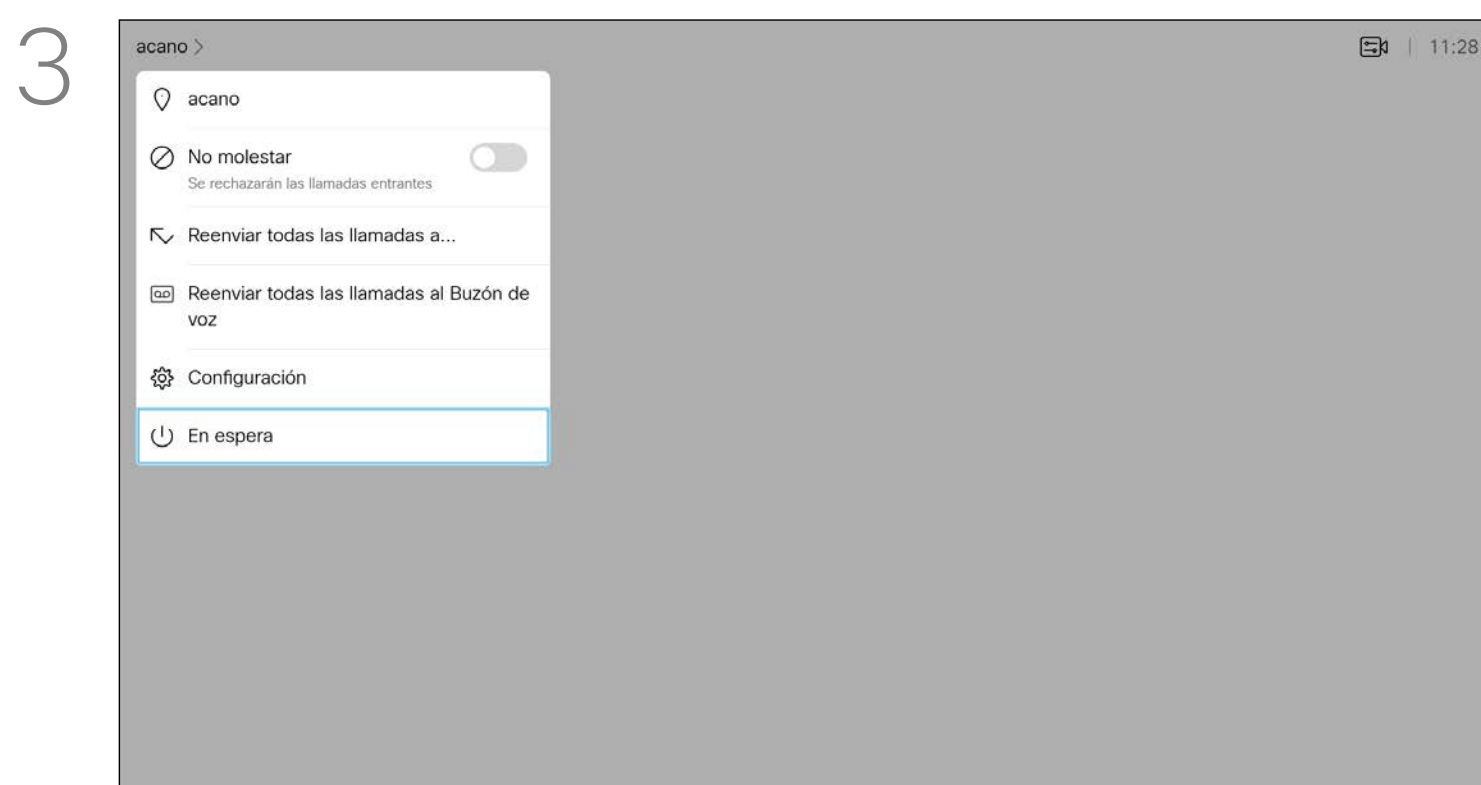 3
acano >
11:28
acano
No molestar
Se rechazarán las llamadas entrantes
Reenviar todas las llamadas a...
Reenviar todas las llamadas al Buzón de
voz
Configuración
En espera